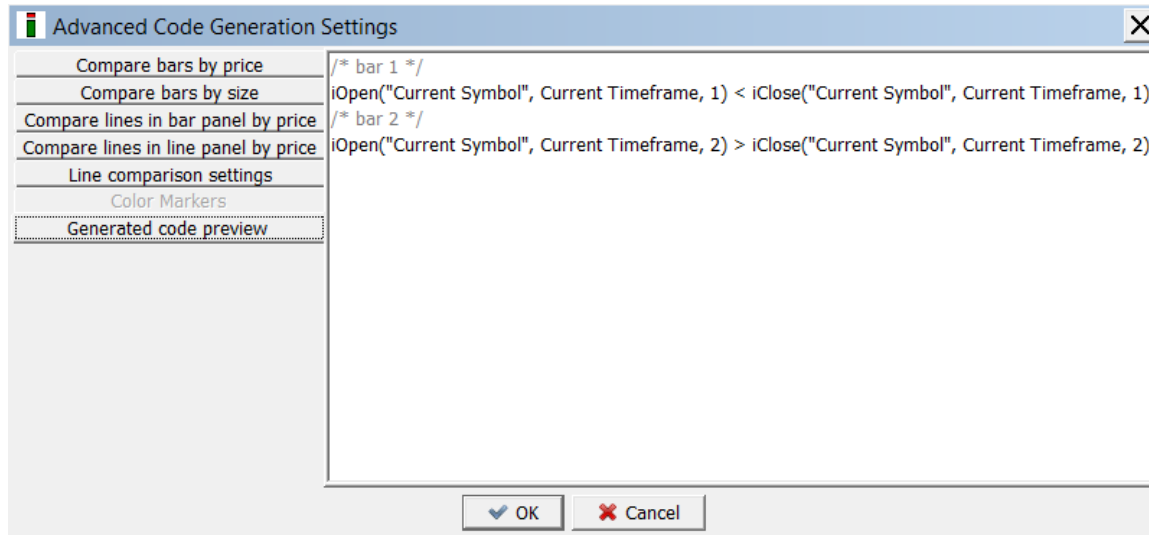 Advanced Code Generation Settings
Compare bars by price
Compare bars by size
Compare lines in bar panel by price
Compare lines in line panel by price
Line comparison settings
Color Markers
Generated code preview
/* bar 1 */
iOpen("Current Symbol", Current Timeframe, 1) < iClose("Current Symbol", Current Timeframe, 1)
/* bar 2 */
iOpen("Current Symbol", Current Timeframe, 2) > iClose("Current Symbol", Current Timeframe, 2)
OK
Cancel